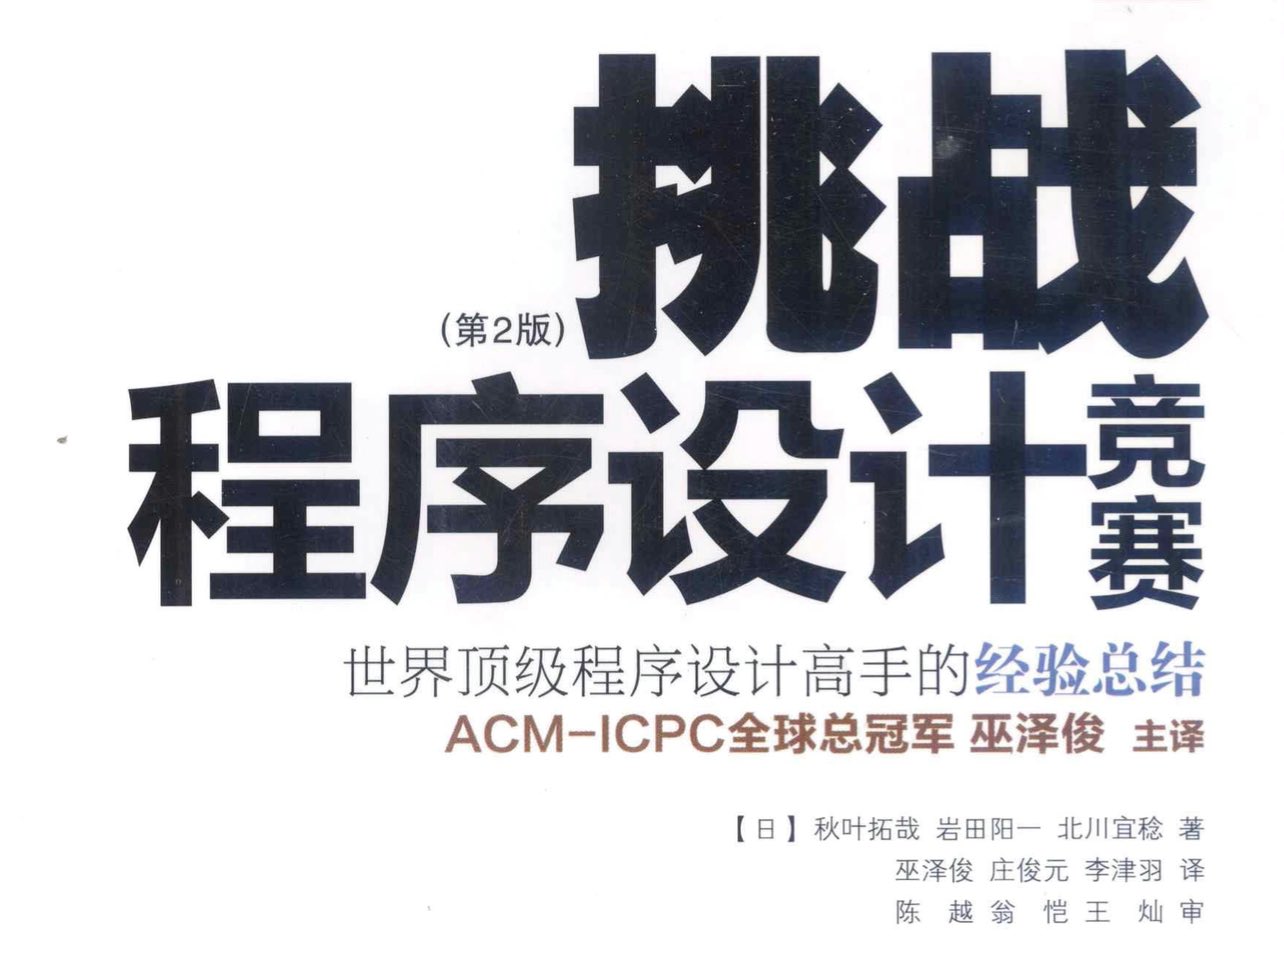 挑战
(第2版)
程序设计竞赛
世界顶级程序设计高手的经验总结
ACM-ICPC全球总冠军 巫泽俊 主译
【日】 秋叶拓哉 岩田阳一 北川宜稔 著
巫泽俊 庄俊元 李津羽 译
陈 越 翁 恺 王 灿 审